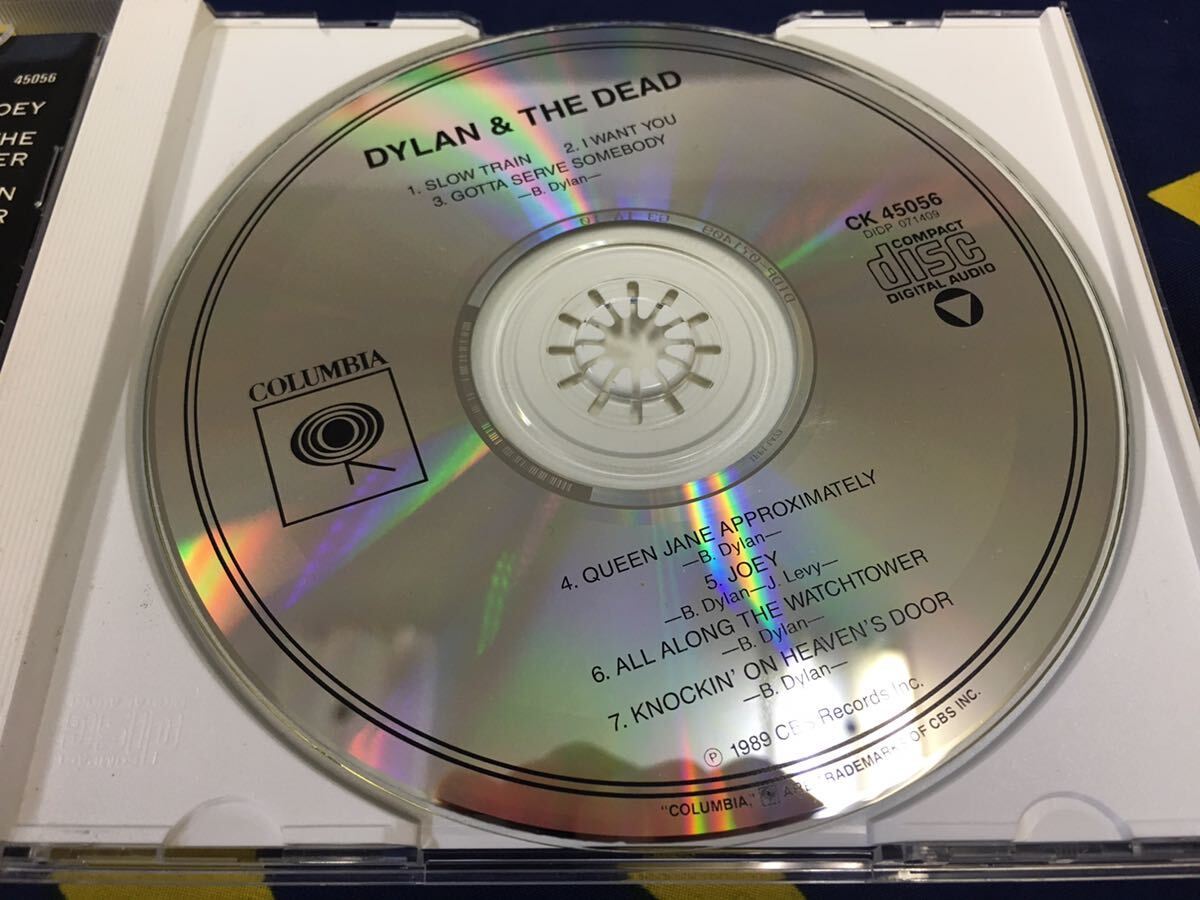 45056
OEY
THE
ER
N
R
DYLAN & THE DEAD
1. SLOW TRAIN 2. I WANT YOU
3. GOTTA SERVE SOMEBODY
—B. Dylan—
CK 45056
DIDP 071409
COMPACT
disc
DIGITAL AUDIO
COLUMBIA
DIDP-071409
4. QUEEN JANE APPROXIMATELY
—B. Dylan—
5. JOEY
—B. Dylan—J. Levy—
6. ALL ALONG THE WATCHTOWER
—B. Dylan—
7. KNOCKIN' ON HEAVEN'S DOOR
—B. Dylan—
℗ 1989 CBS Records Inc.
"COLUMBIA," ARE TRADEMARKS OF CBS INC.